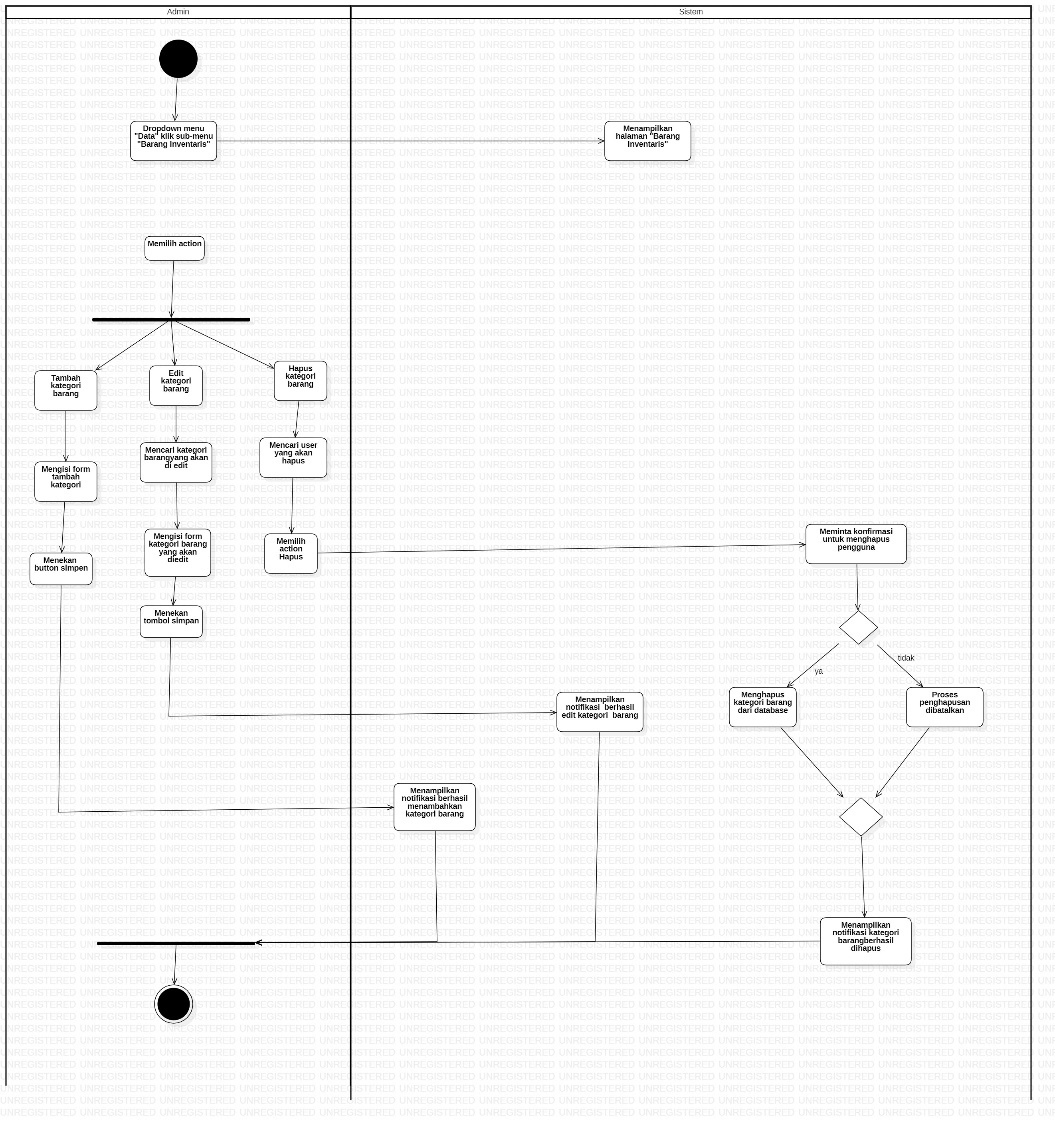 Admin
Sistem
Dropdown menu
"Data" klik sub-menu
"Barang Inventaris"
Menampilkan
halaman "Barang
Inventaris"
Memilih action
Tambah
kategori
barang
Edit
kategori
barang
Hapus
kategori
barang
Mengisi form
tambah
kategori
Mencari kategori
barangyang akan
di edit
Mencari user
yang akan
hapus
Menekan
button simpen
Mengisi form
kategori barang
yang akan
diedit
Memilih
action
Hapus
Meminta konfirmasi
untuk menghapus
pengguna
Menekan
tombol simpan
ya
tidak
Menampilkan
notifikasi berhasil
edit kategori barang
Menghapus
kategori barang
dari database
Proses
penghapusan
dibatalkan
Menampilkan
notifikasi berhasil
menambahkan
kategori barang
Menampilkan
notifikasi kategori
barangberhasil
dihapus